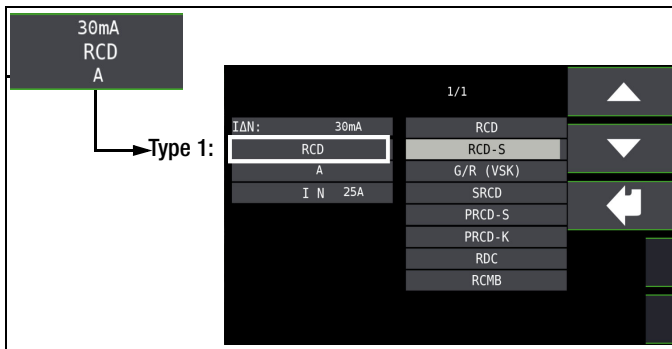 30mA
RCD
A
Type 1:
1/1
IΔN: 30mA
RCD
A
I N 25A
RCD
RCD-S
G/R (VSK)
SRCD
PRCD-S
PRCD-K
RDC
RCMB